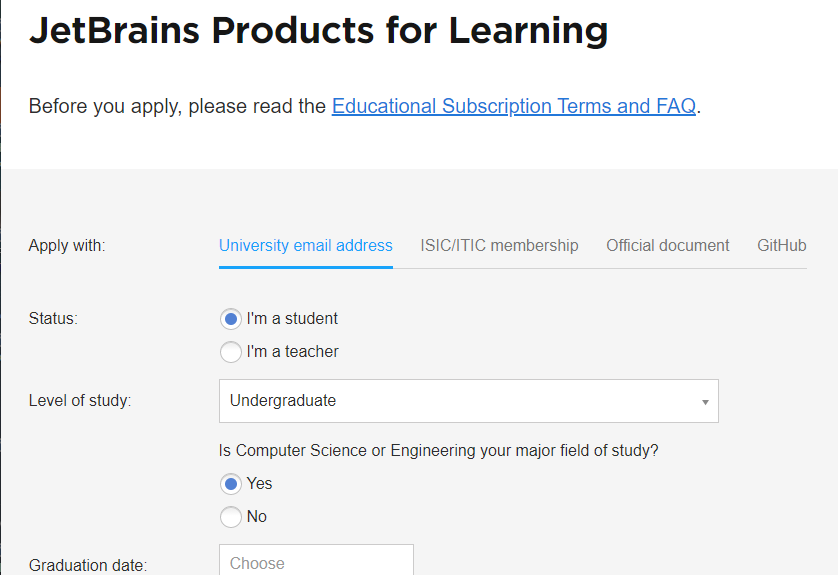 JetBrains Products for Learning
Before you apply, please read the Educational Subscription Terms and FAQ.
Apply with: University email address ISIC/ITIC membership Official document GitHub
Status: I'm a student
I'm a teacher
Level of study: Undergraduate
Is Computer Science or Engineering your major field of study?
Yes
No
Graduation date: Choose